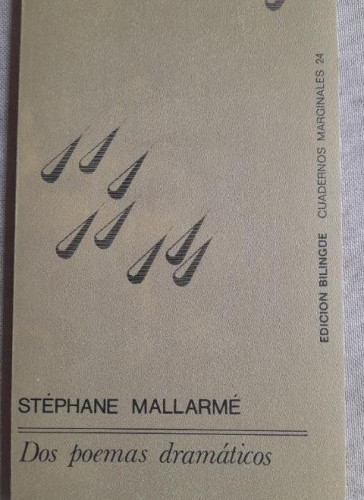 EDICION BILINGÜE CUADERNOS MARGINALES 24
STÉPHANE MALLARMÉ
Dos poemas dramáticos